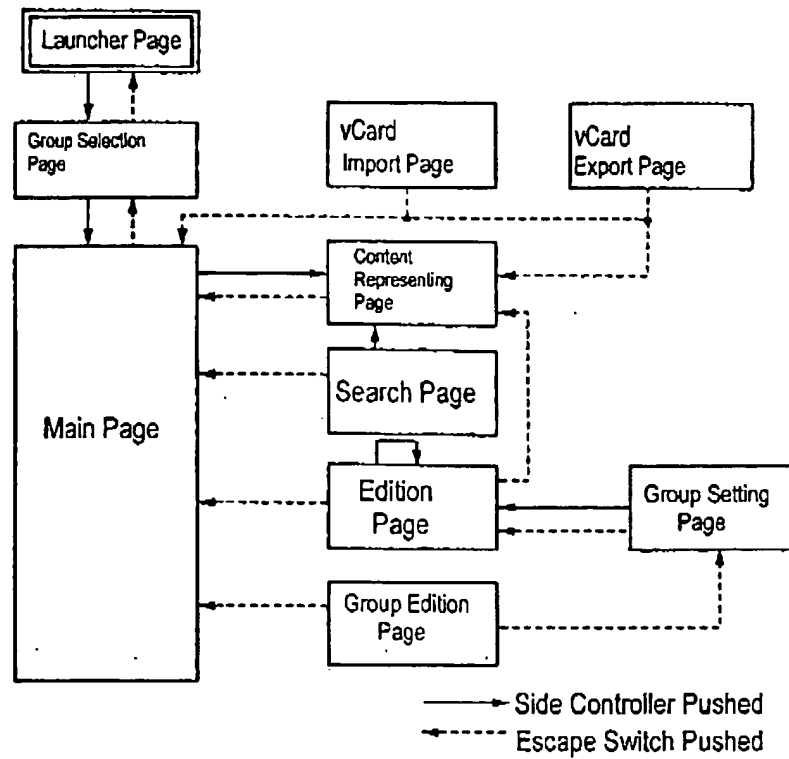 Launcher Page
Group Selection
Page
vCard
Import Page
vCard
Export Page
Content
Representing
Page
Search Page
Main Page
Edition
Page
Group Setting
Page
Group Edition
Page
Side Controller Pushed
Escape Switch Pushed